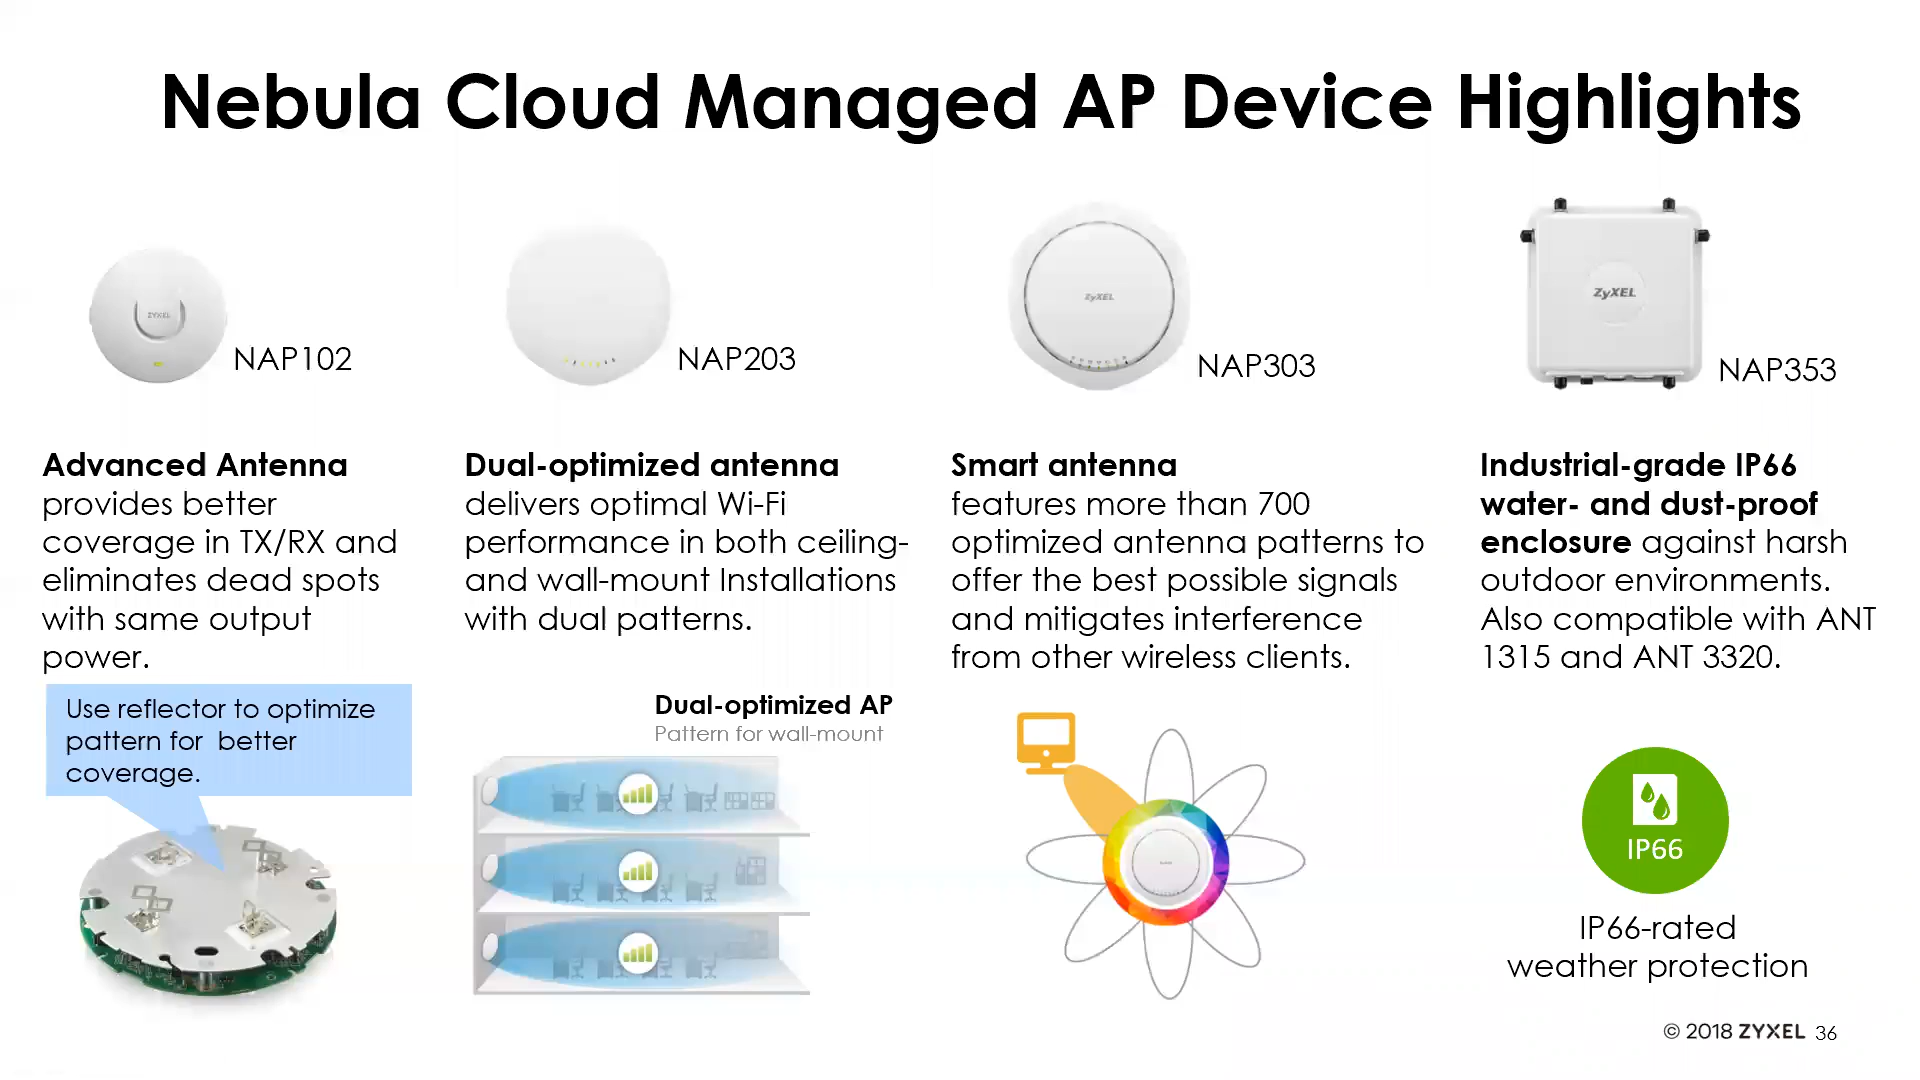 Nebula Cloud Managed AP Device Highlights
ZYXEL
NAP102
NAP203
ZyXEL
NAP303
ZyXEL
NAP353
Advanced Antenna
provides better
coverage in TX/RX and
eliminates dead spots
with same output
power.
Use reflector to optimize
pattern for better
coverage.
Dual-optimized antenna
delivers optimal Wi-Fi
performance in both ceiling-
and wall-mount Installations
with dual patterns.
Dual-optimized AP
Pattern for wall-mount
Smart antenna
features more than 700
optimized antenna patterns to
offer the best possible signals
and mitigates interference
from other wireless clients.
Industrial-grade IP66
water- and dust-proof
enclosure against harsh
outdoor environments.
Also compatible with ANT
1315 and ANT 3320.
IP66
IP66-rated
weather protection
© 2018 ZYXEL 36